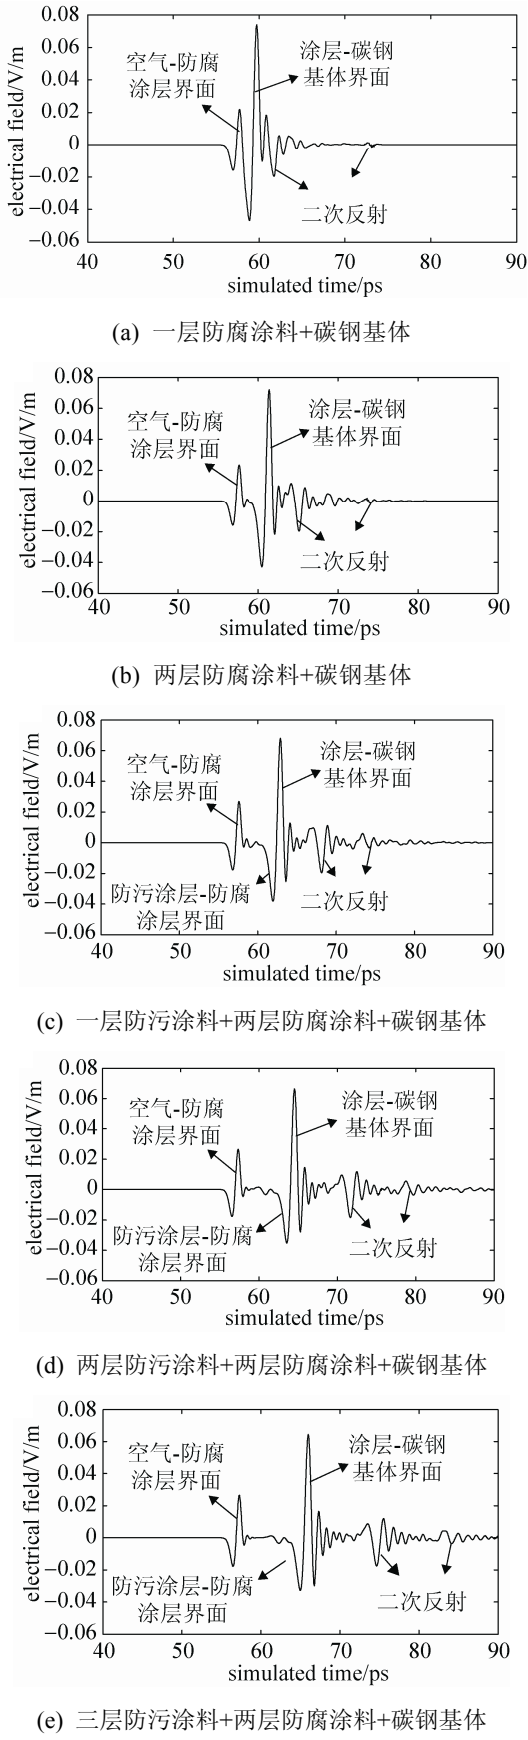 0.08
0.06
0.04
0.02
0
−0.02
−0.04
−0.06
electrical field/V/m
空气-防腐
涂层界面
涂层-碳钢
基体界面
二次反射
40 50 60 70 80 90
simulated time/ps
(a) 一层防腐涂料+碳钢基体
0.08
0.06
0.04
0.02
0
−0.02
−0.04
−0.06
electrical field/V/m
空气-防腐
涂层界面
涂层-碳钢
基体界面
二次反射
40 50 60 70 80 90
simulated time/ps
(b) 两层防腐涂料+碳钢基体
0.08
0.06
0.04
0.02
0
−0.02
−0.04
−0.06
electrical field/V/m
空气-防腐
涂层界面
涂层-碳钢
基体界面
防污涂层-防腐
涂层界面
二次反射
40 50 60 70 80 90
simulated time/ps
(c) 一层防污涂料+两层防腐涂料+碳钢基体
0.08
0.06
0.04
0.02
0
−0.02
−0.04
−0.06
electrical field/V/m
空气-防腐
涂层界面
涂层-碳钢
基体界面
防污涂层-防腐
涂层界面
二次反射
40 50 60 70 80 90
simulated time/ps
(d) 两层防污涂料+两层防腐涂料+碳钢基体
0.08
0.06
0.04
0.02
0
−0.02
−0.04
−0.06
electrical field/V/m
空气-防腐
涂层界面
涂层-碳钢
基体界面
防污涂层-防腐
涂层界面
二次反射
40 50 60 70 80 90
simulated time/ps
(e) 三层防污涂料+两层防腐涂料+碳钢基体